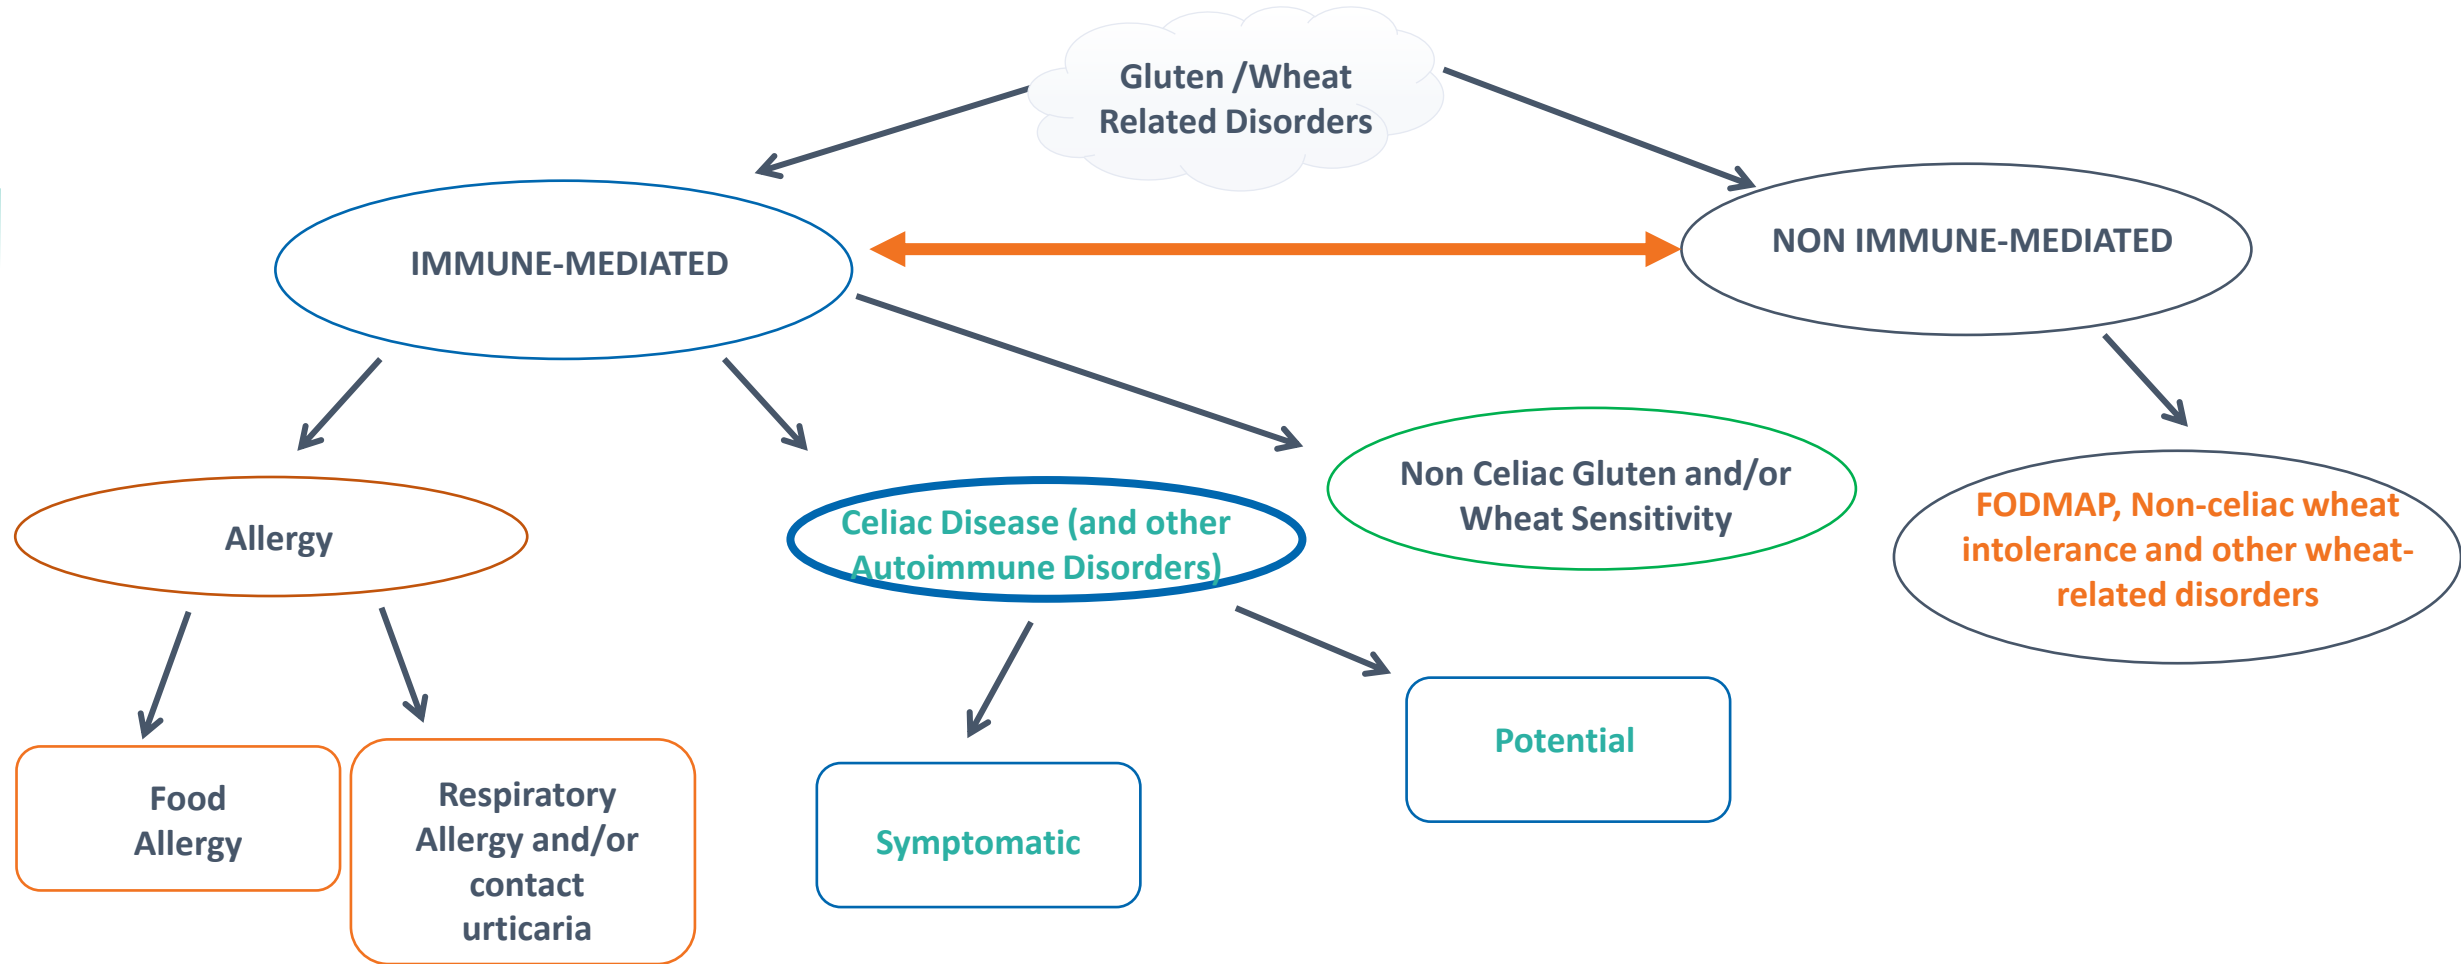 Gluten /Wheat
Related Disorders
IMMUNE-MEDIATED
NON IMMUNE-MEDIATED
Allergy
Celiac Disease (and other
Autoimmune Disorders)
Non Celiac Gluten and/or
Wheat Sensitivity
FODMAP, Non-celiac wheat
intolerance and other wheat-
related disorders
Food
Allergy
Respiratory
Allergy and/or
contact
urticaria
Symptomatic
Potential